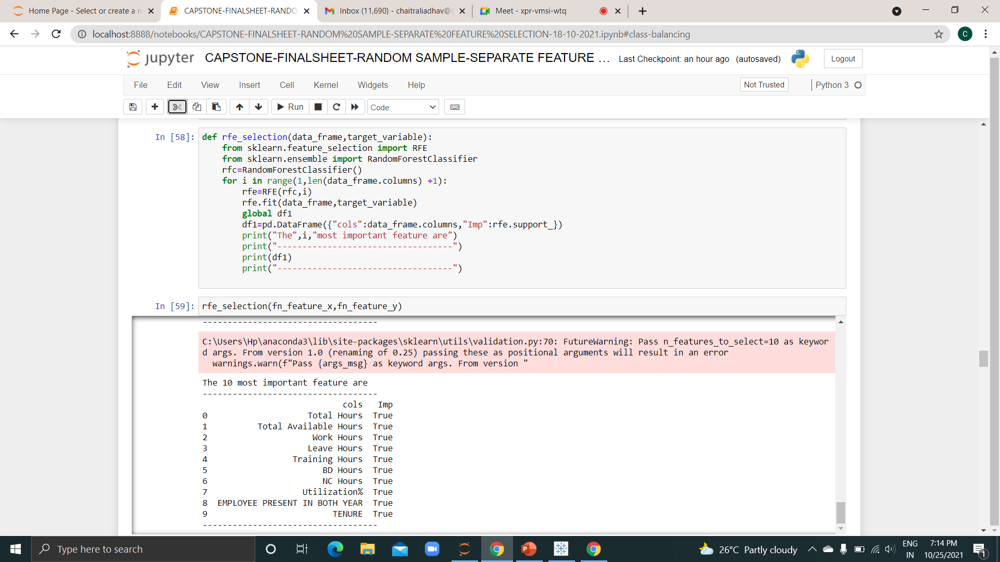 Home Page - Select or create a n
CAPSTONE-FINALSHEET-RANDO
Inbox (11,690) - chaitraliadhav@g
Meet - xpr-vmsi-wtq
localhost:8888/notebooks/CAPSTONE-FINALSHEET-RANDOM%20SAMPLE-SEPARATE%20FEATURE%20SELECTION-18-10-2021.ipynb#class-balancing
C
jupyter CAPSTONE-FINALSHEET-RANDOM SAMPLE-SEPARATE FEATURE ... Last Checkpoint: an hour ago (autosaved) Logout
File Edit View Insert Cell Kernel Widgets Help Not Trusted Python 3
Run Code
In [58]: def rfe_selection(data_frame,target_variable):
from sklearn.feature_selection import RFE
from sklearn.ensemble import RandomForestClassifier
rfc=RandomForestClassifier()
for i in range(1,len(data_frame.columns) +1):
rfe=RFE(rfc,i)
rfe.fit(data_frame,target_variable)
global df1
df1=pd.DataFrame({"cols":data_frame.columns,"Imp":rfe.support_})
print("The",i,"most important feature are")
print("-----------------------------------")
print(df1)
print("-----------------------------------")
In [59]: rfe_selection(fn_feature_x,fn_feature_y)
-----------------------------------
C:\Users\Hp\anaconda3\lib\site-packages\sklearn\utils\validation.py:70: FutureWarning: Pass n_features_to_select=10 as keywor
d args. From version 1.0 (renaming of 0.25) passing these as positional arguments will result in an error
warnings.warn(f"Pass {args_msg} as keyword args. From version "
The 10 most important feature are
-----------------------------------
cols Imp
0 Total Hours True
1 Total Available Hours True
2 Work Hours True
3 Leave Hours True
4 Training Hours True
5 BD Hours True
6 NC Hours True
7 Utilization% True
8 EMPLOYEE PRESENT IN BOTH YEAR True
9 TENURE True
-----------------------------------
Type here to search
P
26°C Partly cloudy
ENG
IN
7:14 PM
10/25/2021
1